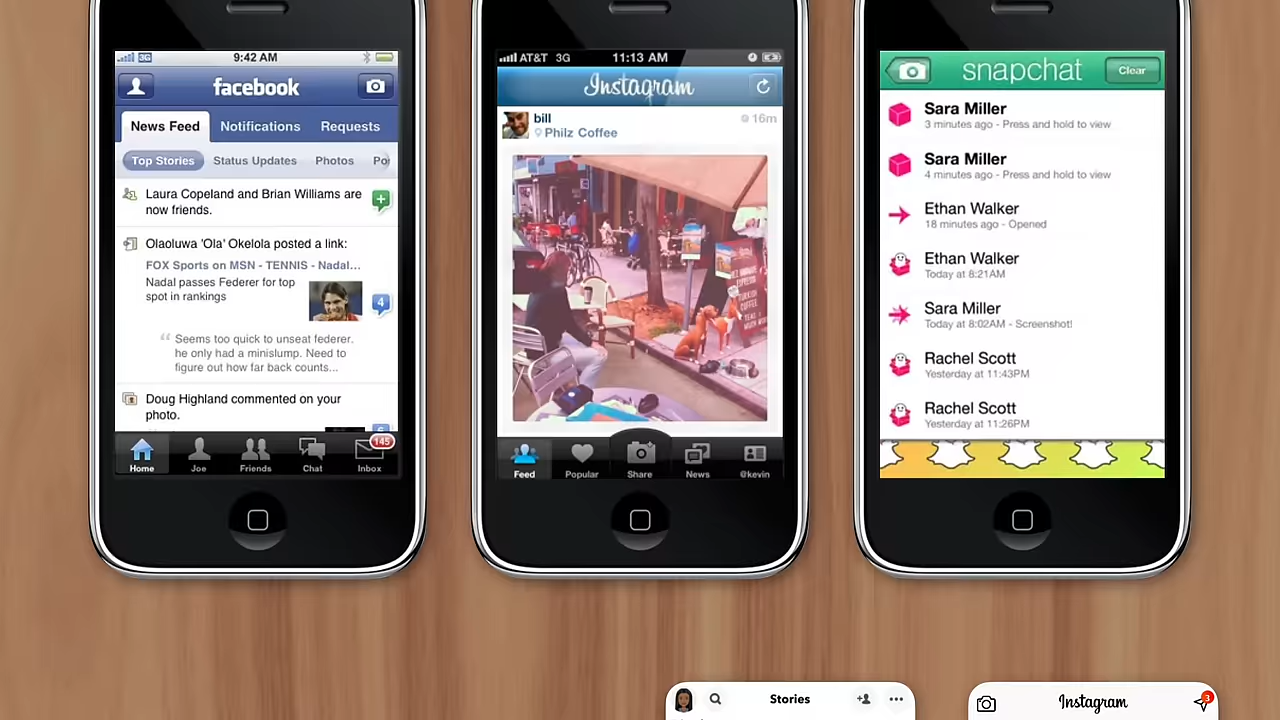 3G
9:42 AM
facebook
News Feed
Notifications
Requests
Top Stories
Status Updates
Photos
Po
Laura Copeland and Brian Williams are
now friends.
Olaoluwa 'Ola' Okelola posted a link:
FOX Sports on MSN - TENNIS - Nadal...
Nadal passes Federer for top
spot in rankings
4
“ Seems too quick to unseat federer.
he only had a minislump. Need to
figure out how far back counts...
Doug Highland commented on your
photo.
145
Home
Joe
Friends
Chat
Inbox
AT&T 3G
11:13 AM
Instagram
bill
16m
Philz Coffee
TURKISH
COFFEE
Feed
Popular
Share
News
@kevin
snapchat
Clear
Sara Miller
3 minutes ago - Press and hold to view
Sara Miller
4 minutes ago - Press and hold to view
Ethan Walker
18 minutes ago - Opened
Ethan Walker
Today at 8:21AM
Sara Miller
Today at 8:02AM - Screenshot!
Rachel Scott
Yesterday at 11:43PM
Rachel Scott
Yesterday at 11:26PM
Stories
Instagram
3